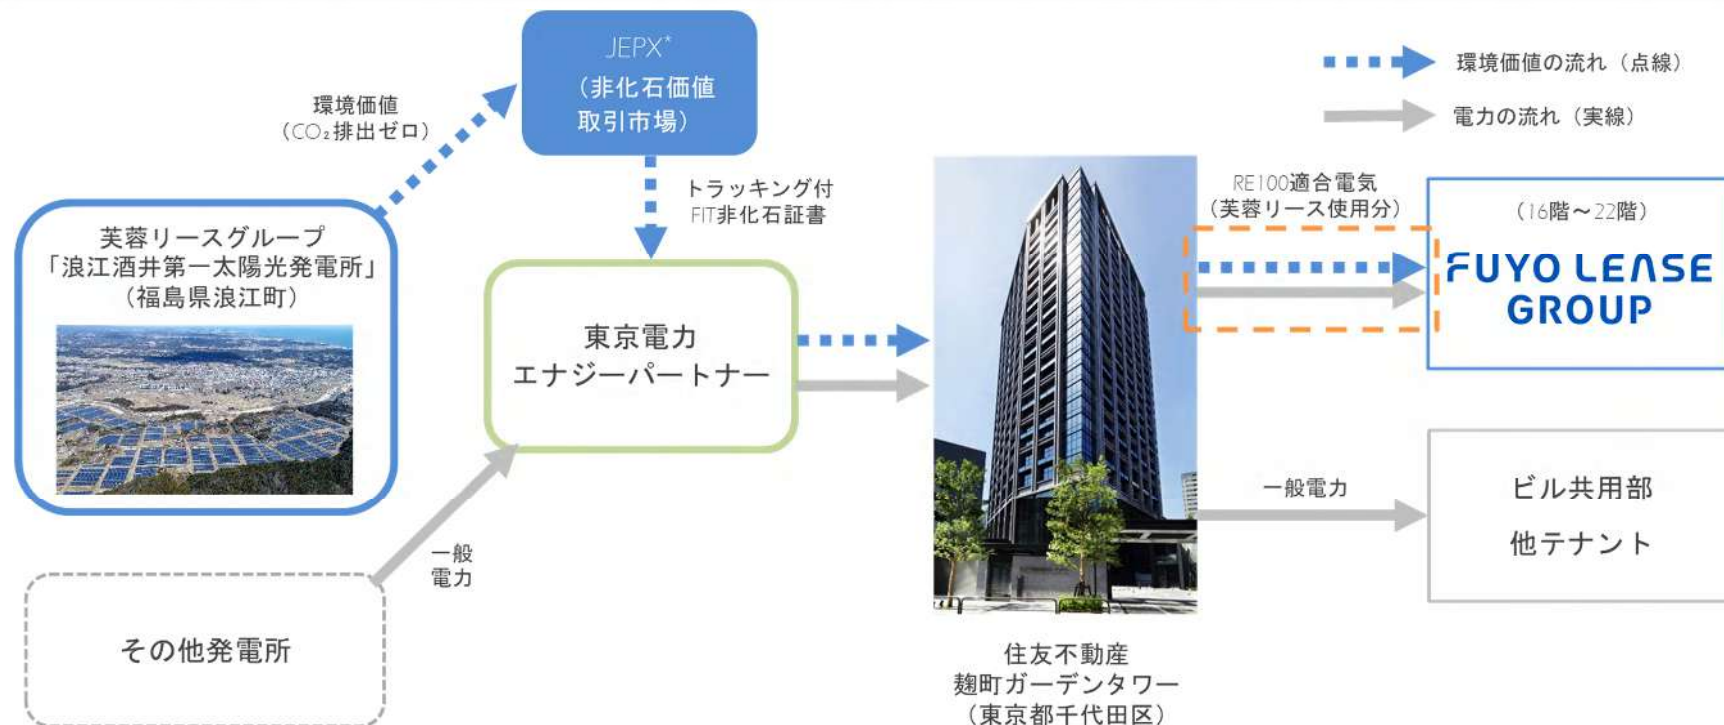 JEPX*
（非化石価値
取引市場）
環境価値
（CO₂排出ゼロ）
トラッキング付
FIT非化石証書
芙蓉リースグループ
「浪江酒井第一太陽光発電所」
（福島県浪江町）
東京電力
エナジーパートナー
一般
電力
その他発電所
住友不動産
麹町ガーデンタワー
（東京都千代田区）
環境価値の流れ（点線）
電力の流れ（実線）
RE100適合電気
（芙蓉リース使用分）
（16階～22階）
FUYO LEASE
GROUP
一般電力
ビル共用部
他テナント